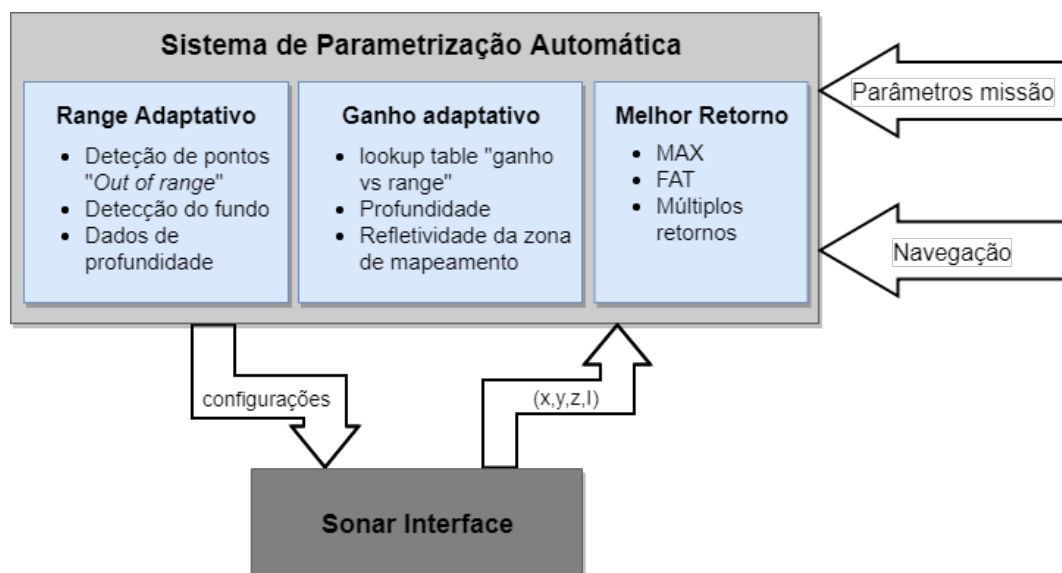 Sistema de Parametrização Automática
Range Adaptativo
• Deteção de pontos
"Out of range"
• Detecção do fundo
• Dados de
profundidade
Ganho adaptativo
• lookup table "ganho
vs range"
• Profundidade
• Refletividade da zona
de mapeamento
Melhor Retorno
• MAX
• FAT
• Múltiplos
retornos
Parâmetros missão
Navegação
configurações
(x,y,z,I)
Sonar Interface